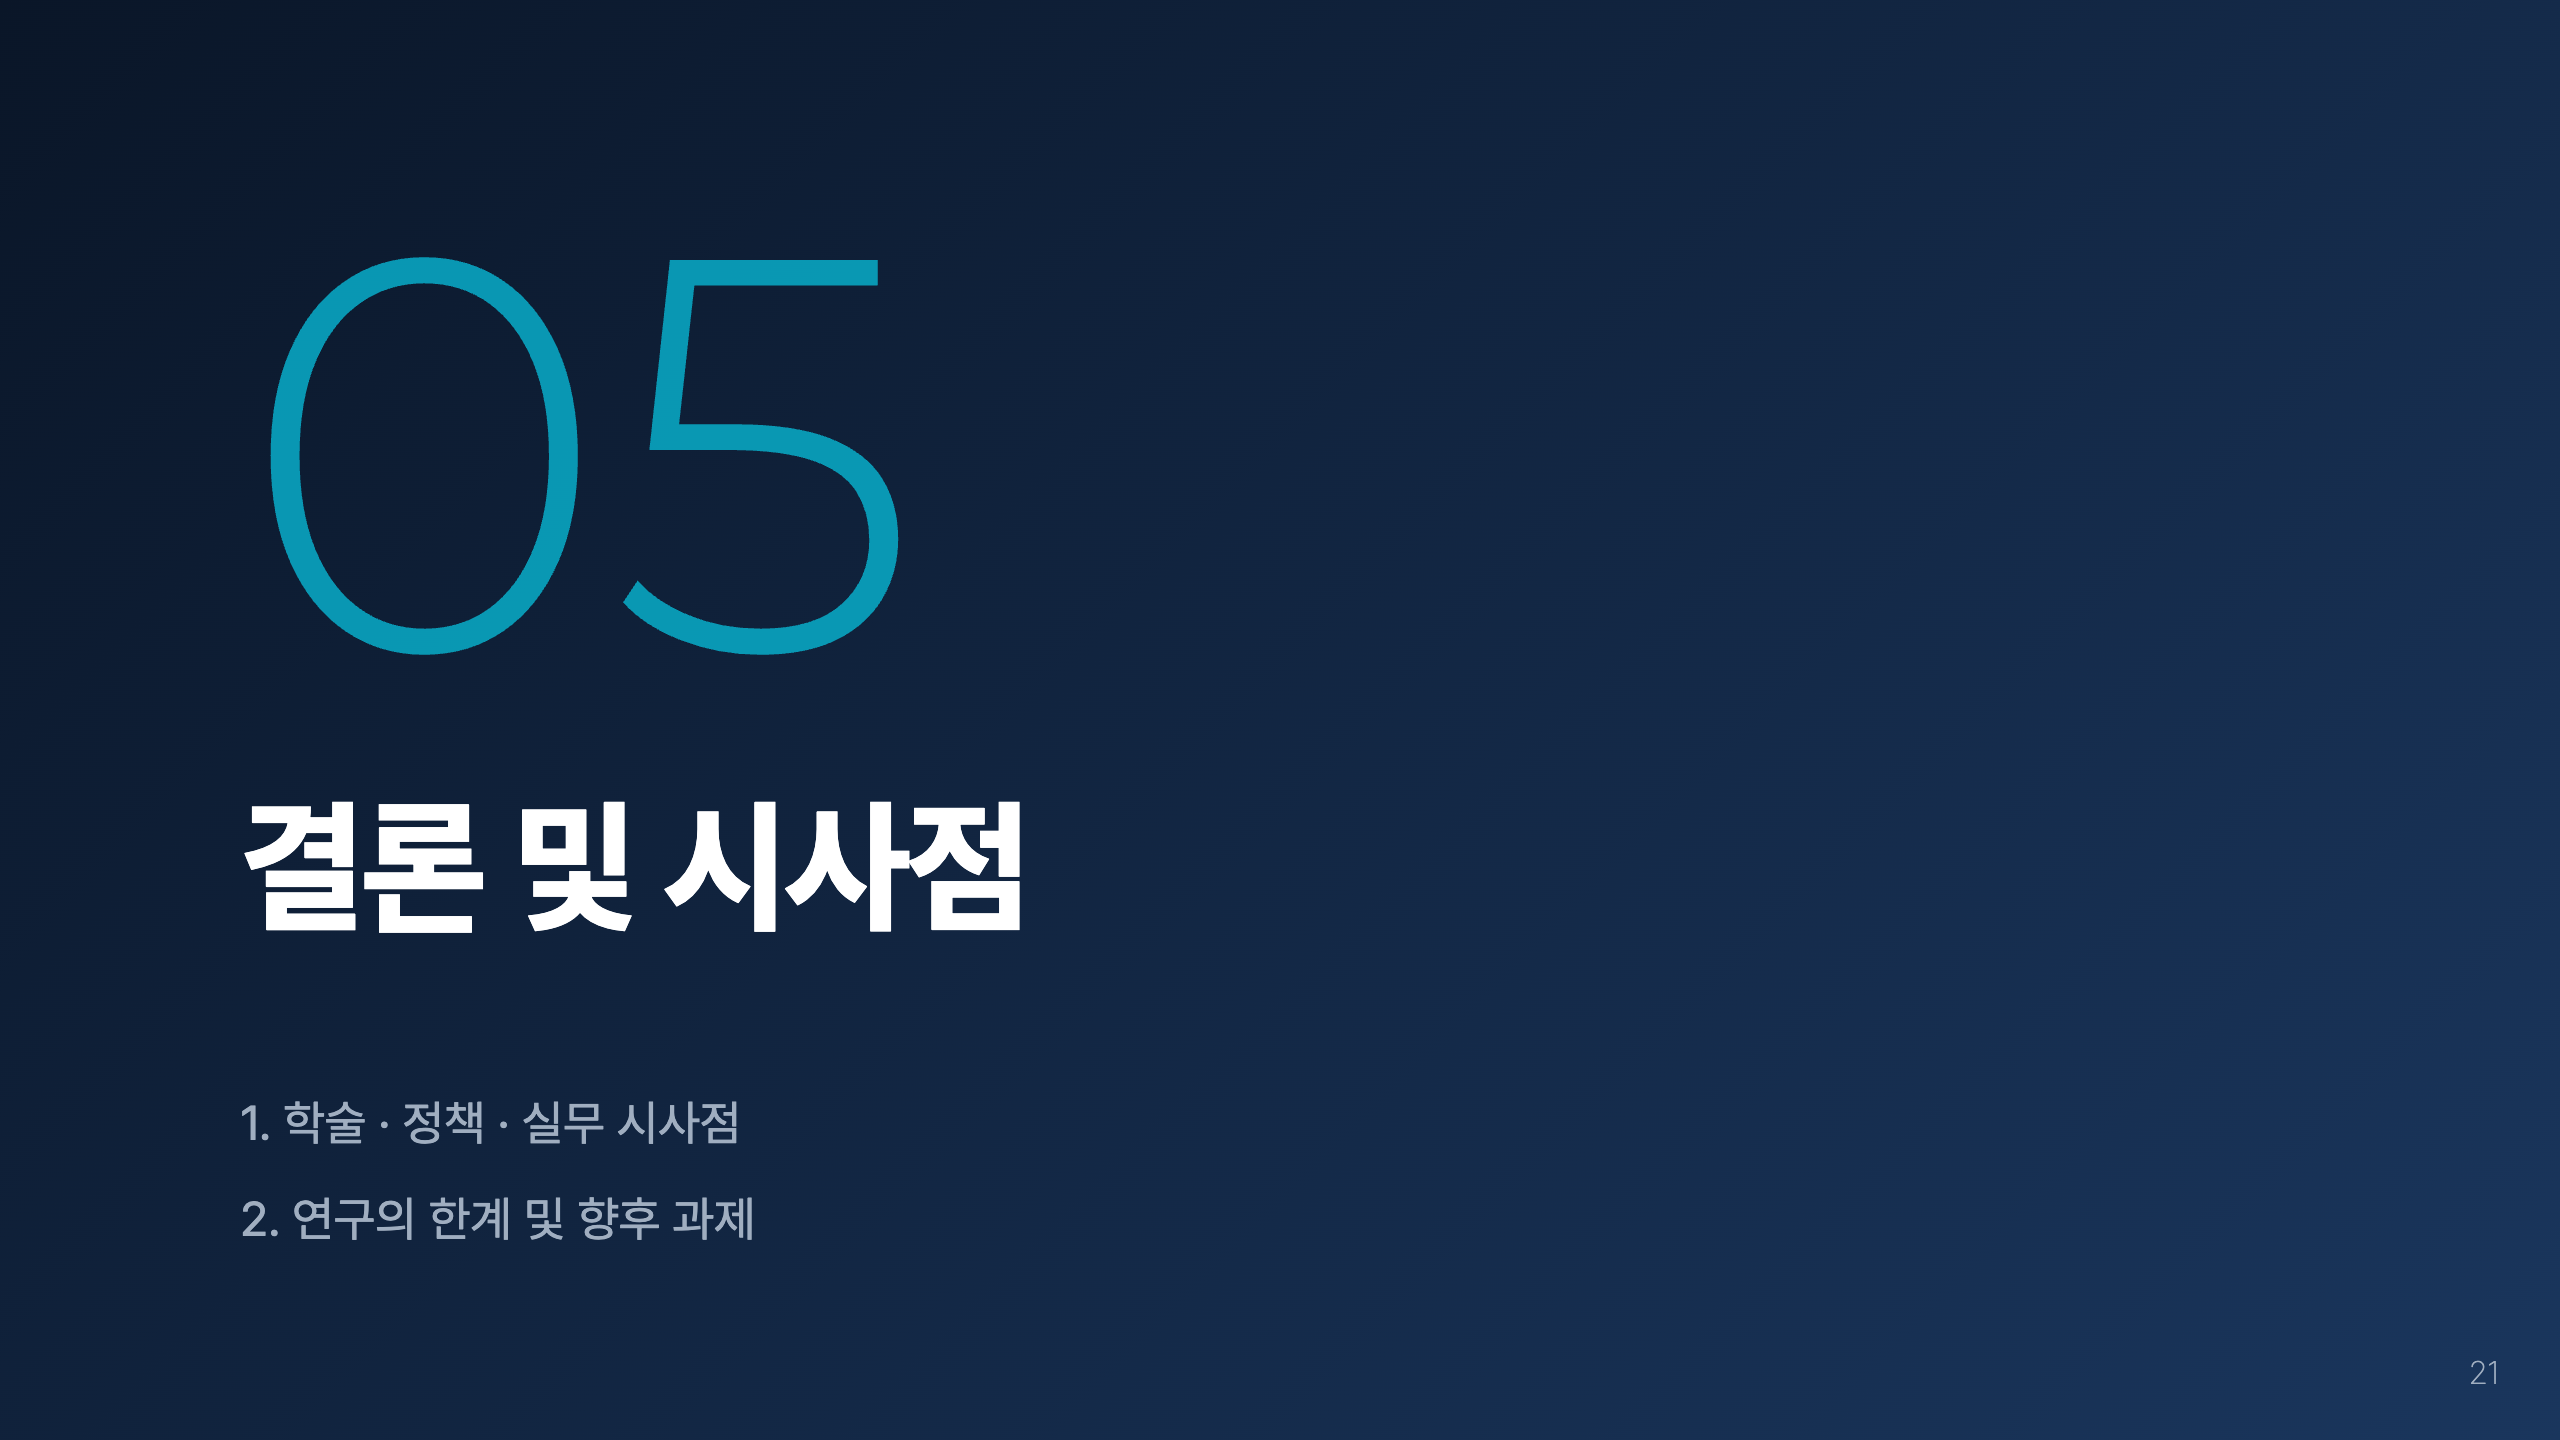 05
결론 및 시사점
1. 학술 · 정책 · 실무 시사점
2. 연구의 한계 및 향후 과제
21